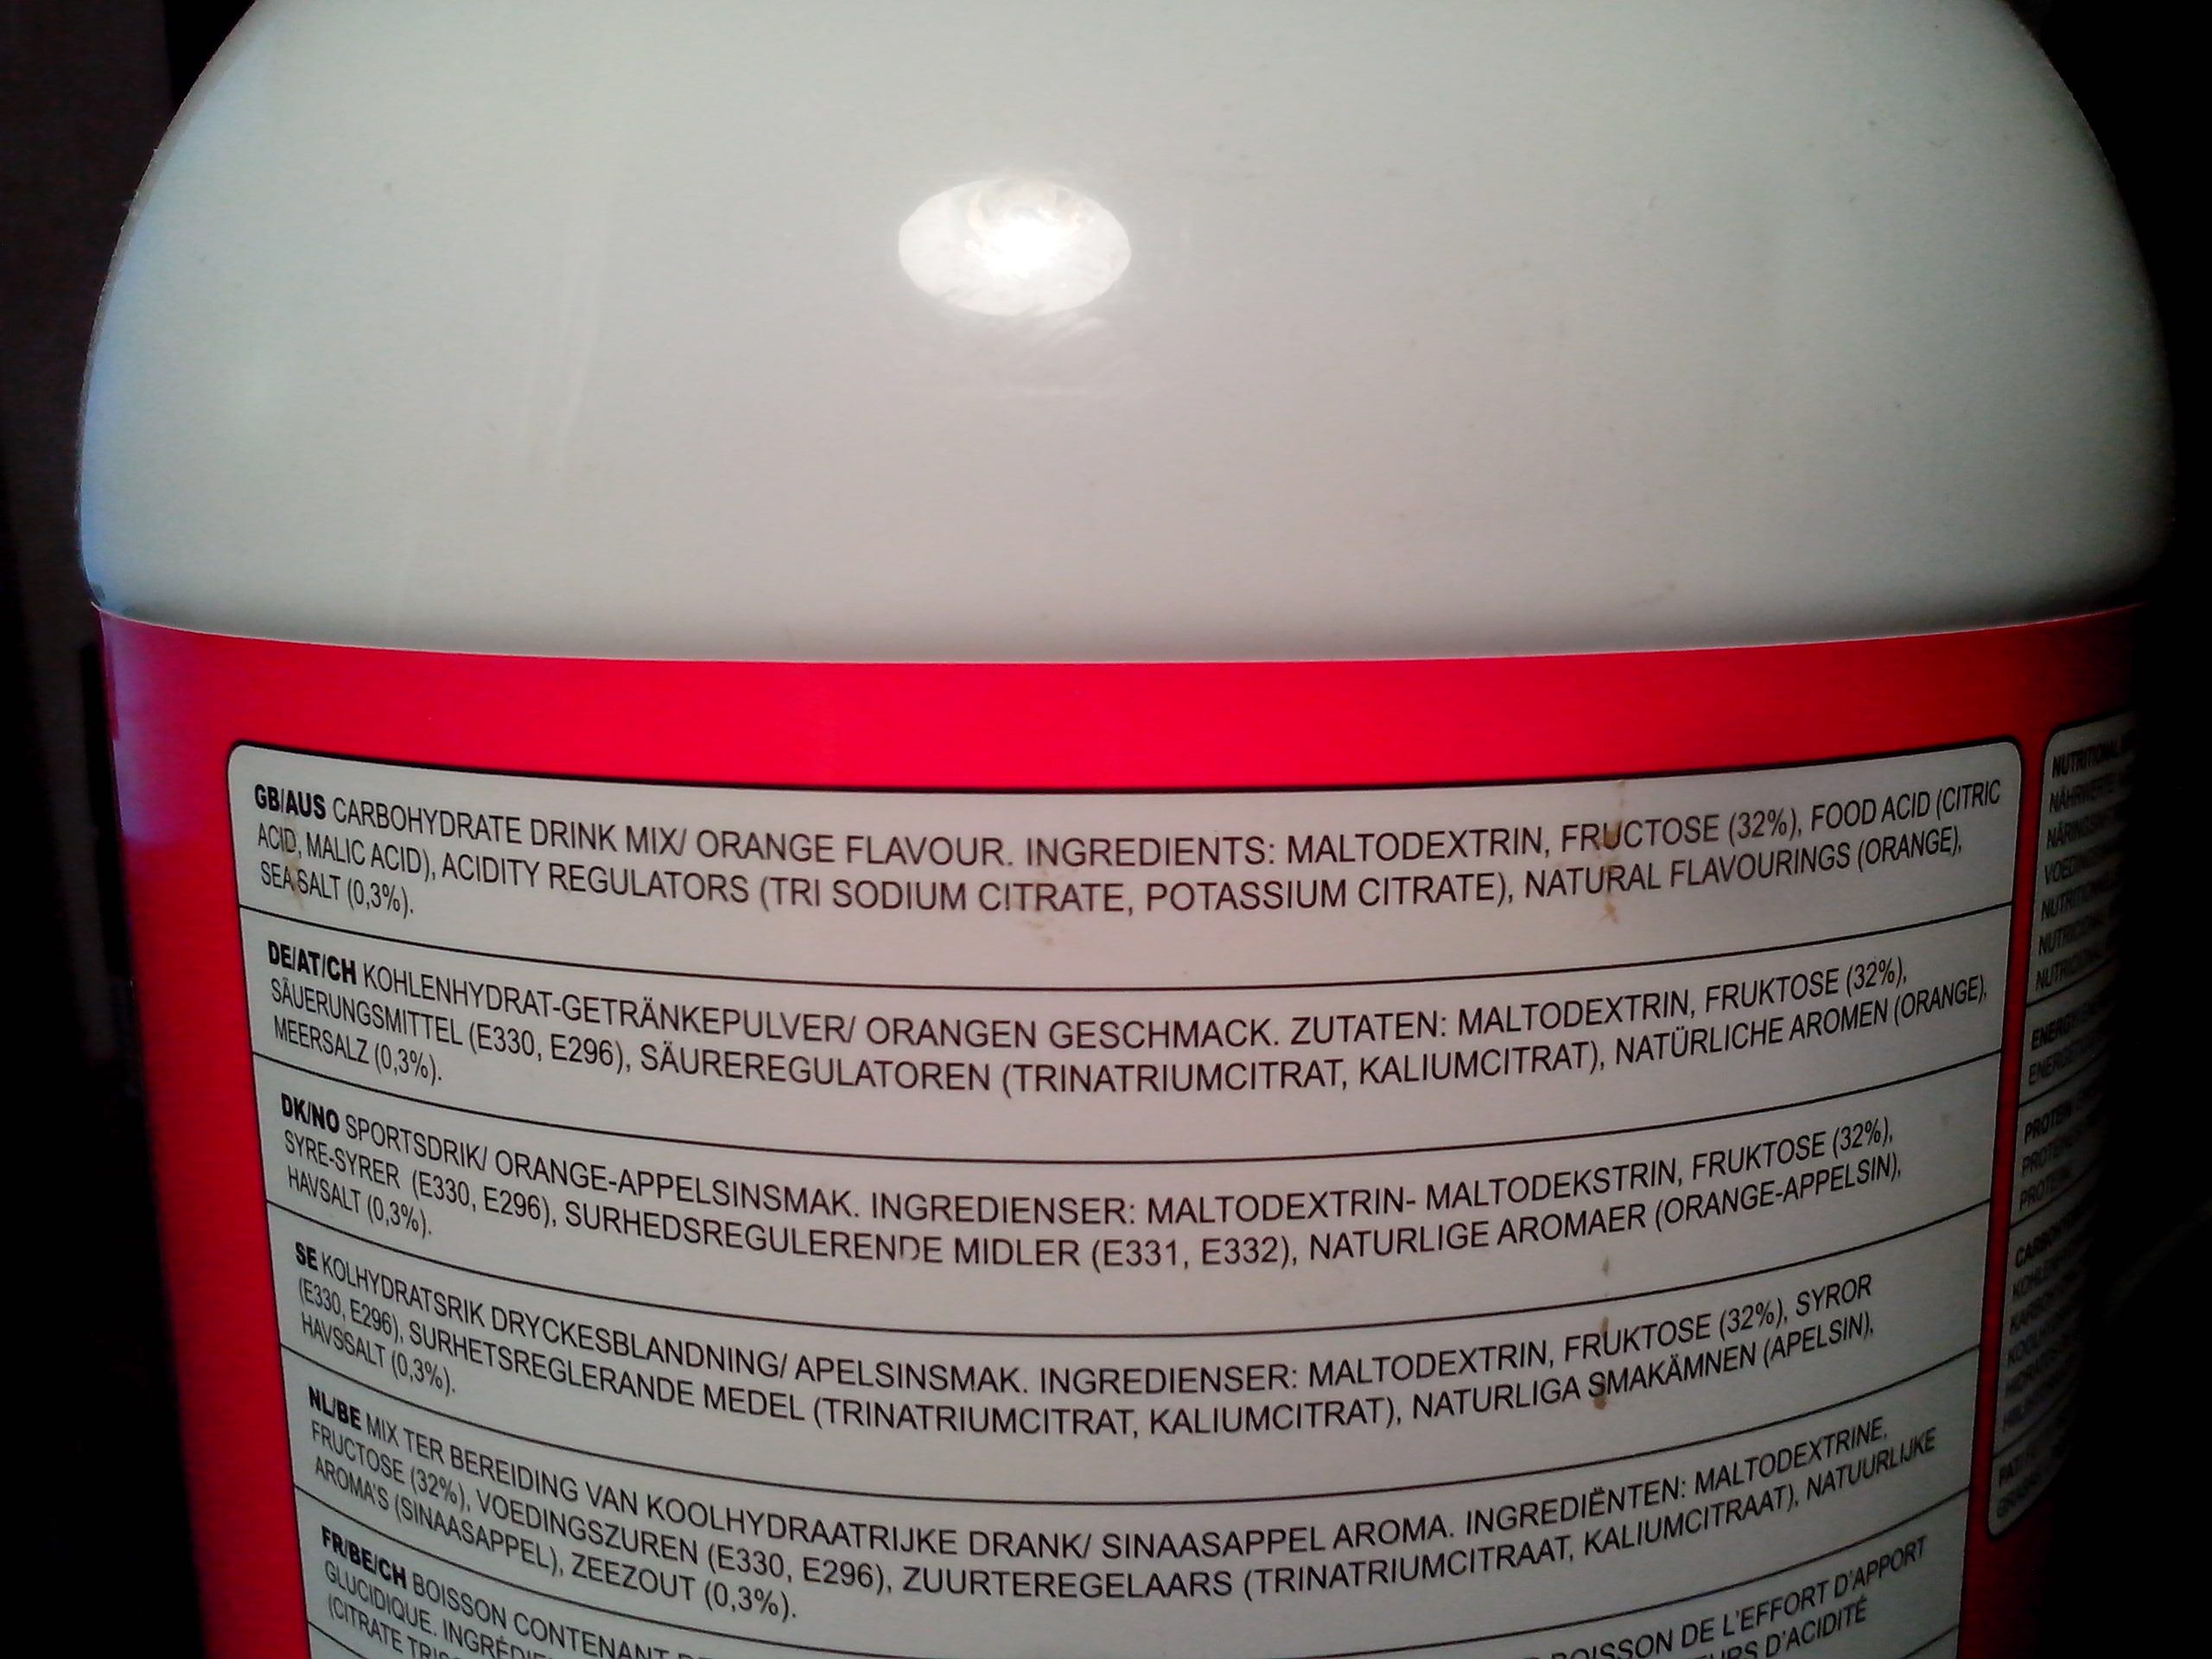 GB/AUS CARBOHYDRATE DRINK MIX/ ORANGE FLAVOUR. INGREDIENTS: MALTODEXTRIN, FRUCTOSE (32%), FOOD ACID (CITRIC
ACID, MALIC ACID), ACIDITY REGULATORS (TRI SODIUM CITRATE, POTASSIUM CITRATE), NATURAL FLAVOURINGS (ORANGE),
SEA SALT (0,3%).
DE/AT/CH KOHLENHYDRAT-GETRÄNKEPULVER/ ORANGEN GESCHMACK. ZUTATEN: MALTODEXTRIN, FRUKTOSE (32%),
SÄUERUNGSMITTEL (E330, E296), SÄUREREGULATOREN (TRINATRIUMCITRAT, KALIUMCITRAT), NATÜRLICHE AROMEN (ORANGE),
MEERSALZ (0,3%).
DK/NO SPORTSDRIK/ ORANGE-APPELSINSMAK. INGREDIENSER: MALTODEXTRIN- MALTODEKSTRIN, FRUKTOSE (32%),
SYRE-SYRER (E330, E296), SURHEDSREGULERENDE MIDLER (E331, E332), NATURLIGE AROMAER (ORANGE-APPELSIN),
HAVSALT (0,3%).
SE KOLHYDRATSRIK DRYCKESBLANDNING/ APELSINSMAK. INGREDIENSER: MALTODEXTRIN, FRUKTOSE (32%), SYROR
(E330, E296), SURHETSREGLERANDE MEDEL (TRINATRIUMCITRAT, KALIUMCITRAT), NATURLIGA SMAKÄMNEN (APELSIN),
HAVSSALT (0,3%).
NL/BE MIX TER BEREIDING VAN KOOLHYDRAATRIJKE DRANK/ SINAASAPPEL AROMA. INGREDIËNTEN: MALTODEXTRINE,
FRUCTOSE (32%), VOEDINGSZUREN (E330, E296), ZUURTEREGELAARS (TRINATRIUMCITRAAT, KALIUMCITRAAT), NATUURLIJKE
AROMA'S (SINAASAPPEL), ZEEZOUT (0,3%).
FR/BE/CH BOISSON CONTENANT BOISSON DE L'EFFORT D'APPORT
GLUCIDIQUE. D'ACIDITÉ
(CITRATE
NUTRITIONAL
ENERGY
PROTEIN
PROTEIN